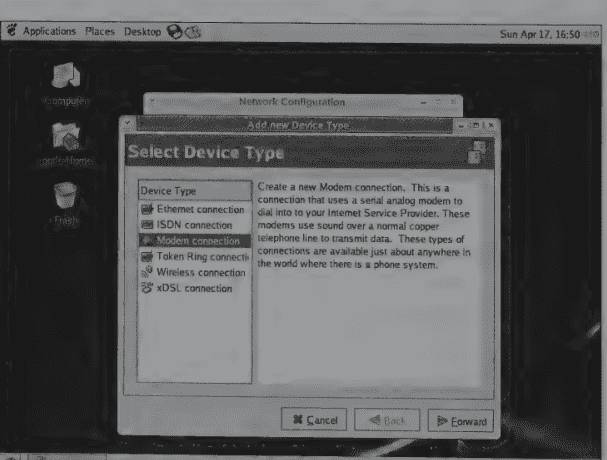 Applications Places Desktop
Sun Apr 17, 16:50
Computer
Network Configuration
Add new Device Type
Select Device Type
Trash
Device Type
Ethernet connection
ISDN connection
Modem connection
Token Ring connecti
Wireless connection
xDSL connection
Create a new Modem connection. This is a
connection that uses a serial analog modem to
dial into to your Internet Service Provider. These
modems use sound over a normal copper
telephone line to transmit data. These types of
connections are available just about anywhere in
the world where there is a phone system.
Cancel
Back
Forward